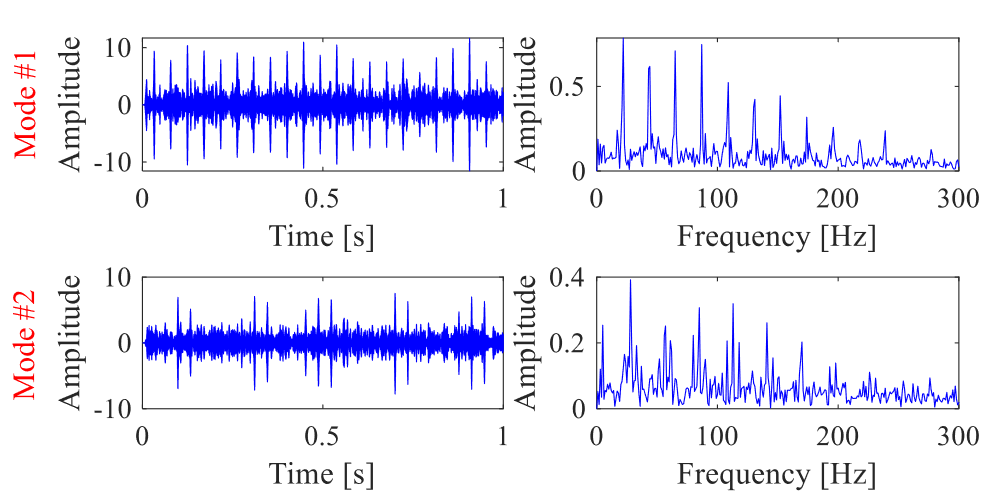 Mode #1
Amplitude
10
0
-10
0 0.5 1
Time [s]
Amplitude
0.5
0
0 100 200 300
Frequency [Hz]
Mode #2
Amplitude
10
0
-10
0 0.5 1
Time [s]
Amplitude
0.4
0.2
0
0 100 200 300
Frequency [Hz]